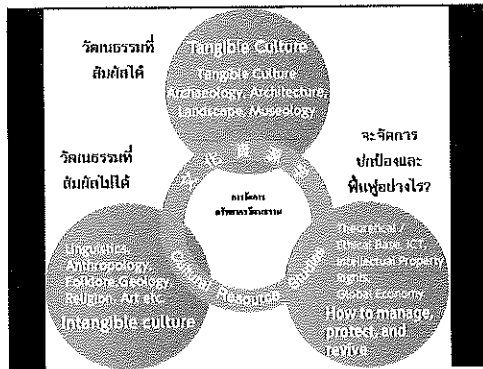 วัฒนธรรมที่
สัมผัสได้
Tangible Culture
Tangible Culture
Archaeology, Architecture,
Landscape, Museology
วัฒนธรรมที่
สัมผัสไม่ได้
จะจัดการ
ปกป้องและ
ฟื้นฟูอย่างไร?
การจัดการ
ทรัพยากรวัฒนธรรม
Cultural Resource Studies
Linguistics,
Anthropology,
Folklore,Geology
Religion, Art etc.
Intangible culture
Theoretical /
Ethical Base, ICT,
Intellectual Property
Rights,
Global Economy
How to manage,
protect, and
revive